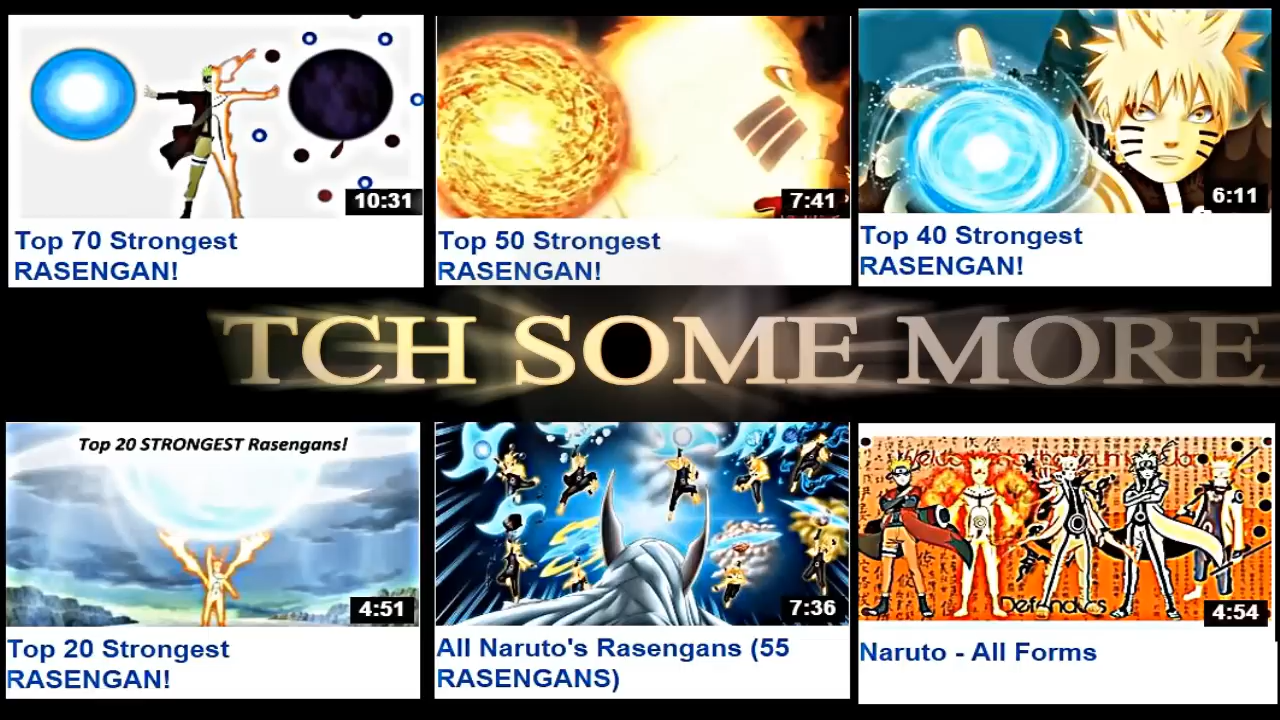 10:31
7:41
6:11
Top 70 Strongest
RASENGAN!
Top 50 Strongest
RASENGAN!
Top 40 Strongest
RASENGAN!
TCH SOME MORE
Top 20 STRONGEST Rasengans!
4:51
7:36
4:54
Top 20 Strongest
RASENGAN!
All Naruto's Rasengans (55
RASENGANS)
Naruto - All Forms